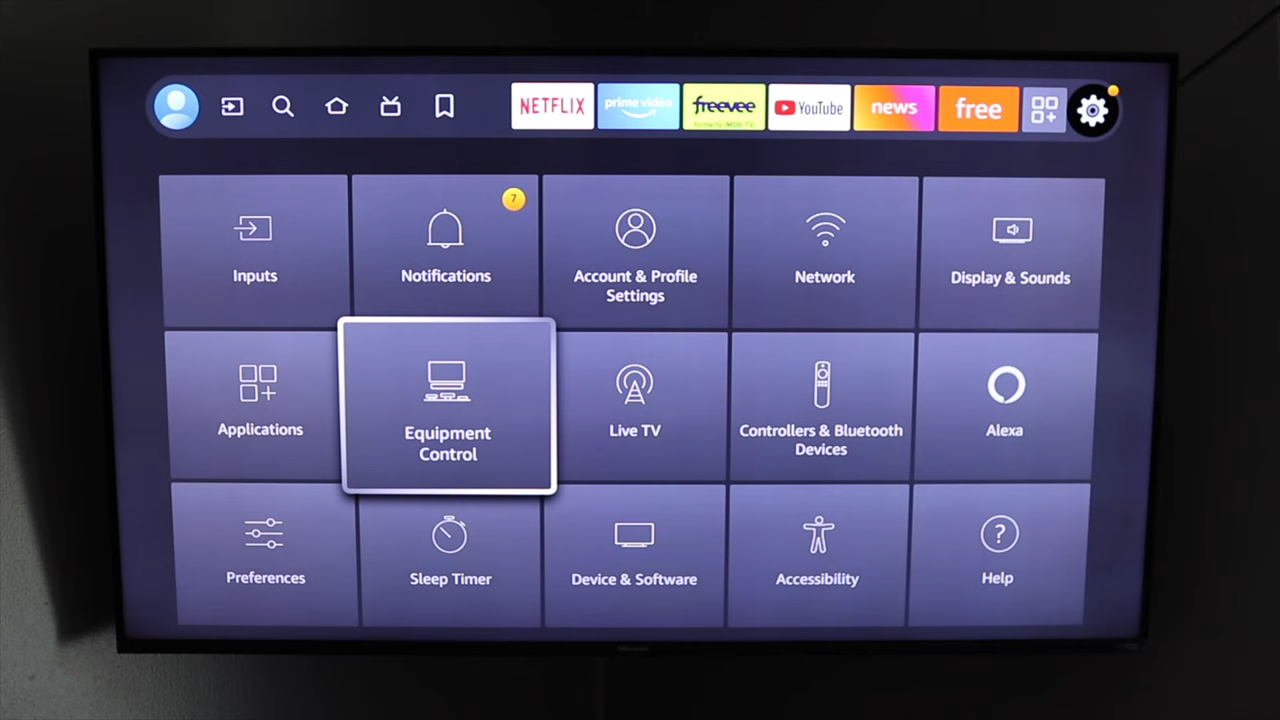 NETFLIX
prime video
freevee
formerly IMDb TV
YouTube
news
free
7
Inputs
Notifications
Account & Profile
Settings
Network
Display & Sounds
Applications
Equipment
Control
Live TV
Controllers & Bluetooth
Devices
Alexa
Preferences
Sleep Timer
Device & Software
Accessibility
?
Help
Hisense